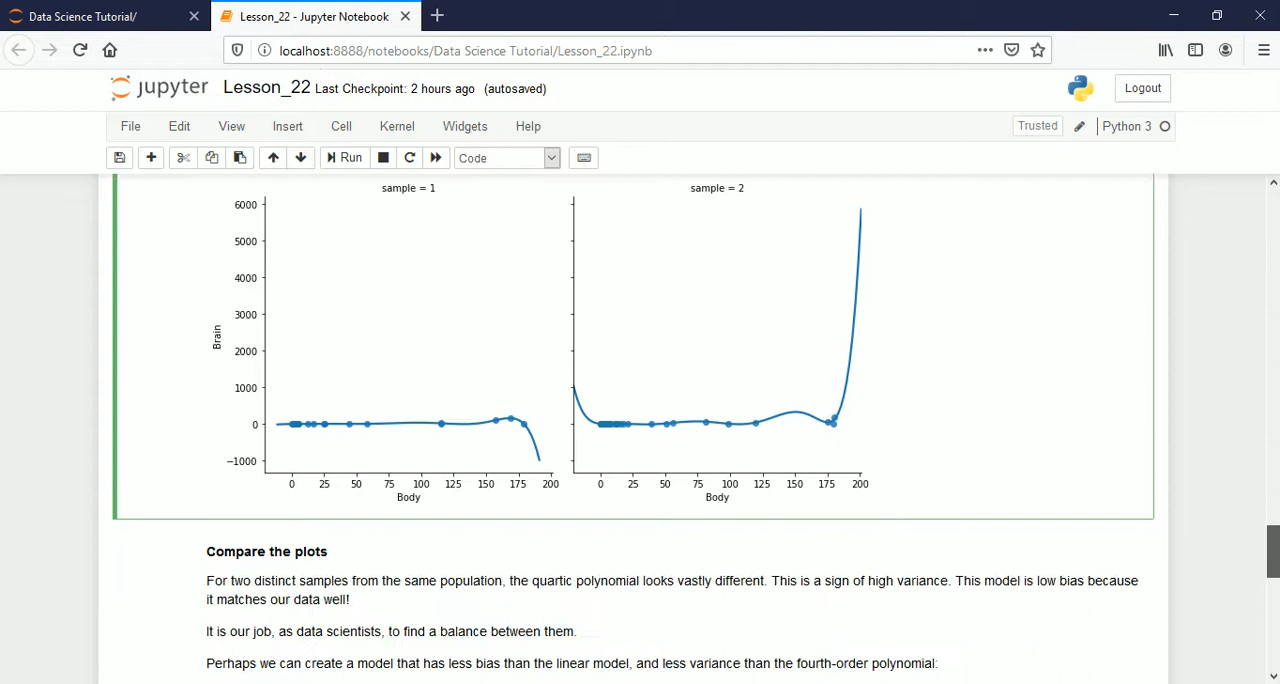 Data Science Tutorial/
Lesson_22 - Jupyter Notebook
localhost:8888/notebooks/Data Science Tutorial/Lesson_22.ipynb
jupyter Lesson_22 Last Checkpoint: 2 hours ago (autosaved)
Logout
File Edit View Insert Cell Kernel Widgets Help
Trusted
Python 3
Run
Code
sample = 1
sample = 2
6000
5000
4000
3000
2000
1000
0
−1000
Brain
0 25 50 75 100 125 150 175 200
0 25 50 75 100 125 150 175 200
Body
Body
Compare the plots
For two distinct samples from the same population, the quartic polynomial looks vastly different. This is a sign of high variance. This model is low bias because
it matches our data well!
It is our job, as data scientists, to find a balance between them.
Perhaps we can create a model that has less bias than the linear model, and less variance than the fourth-order polynomial: